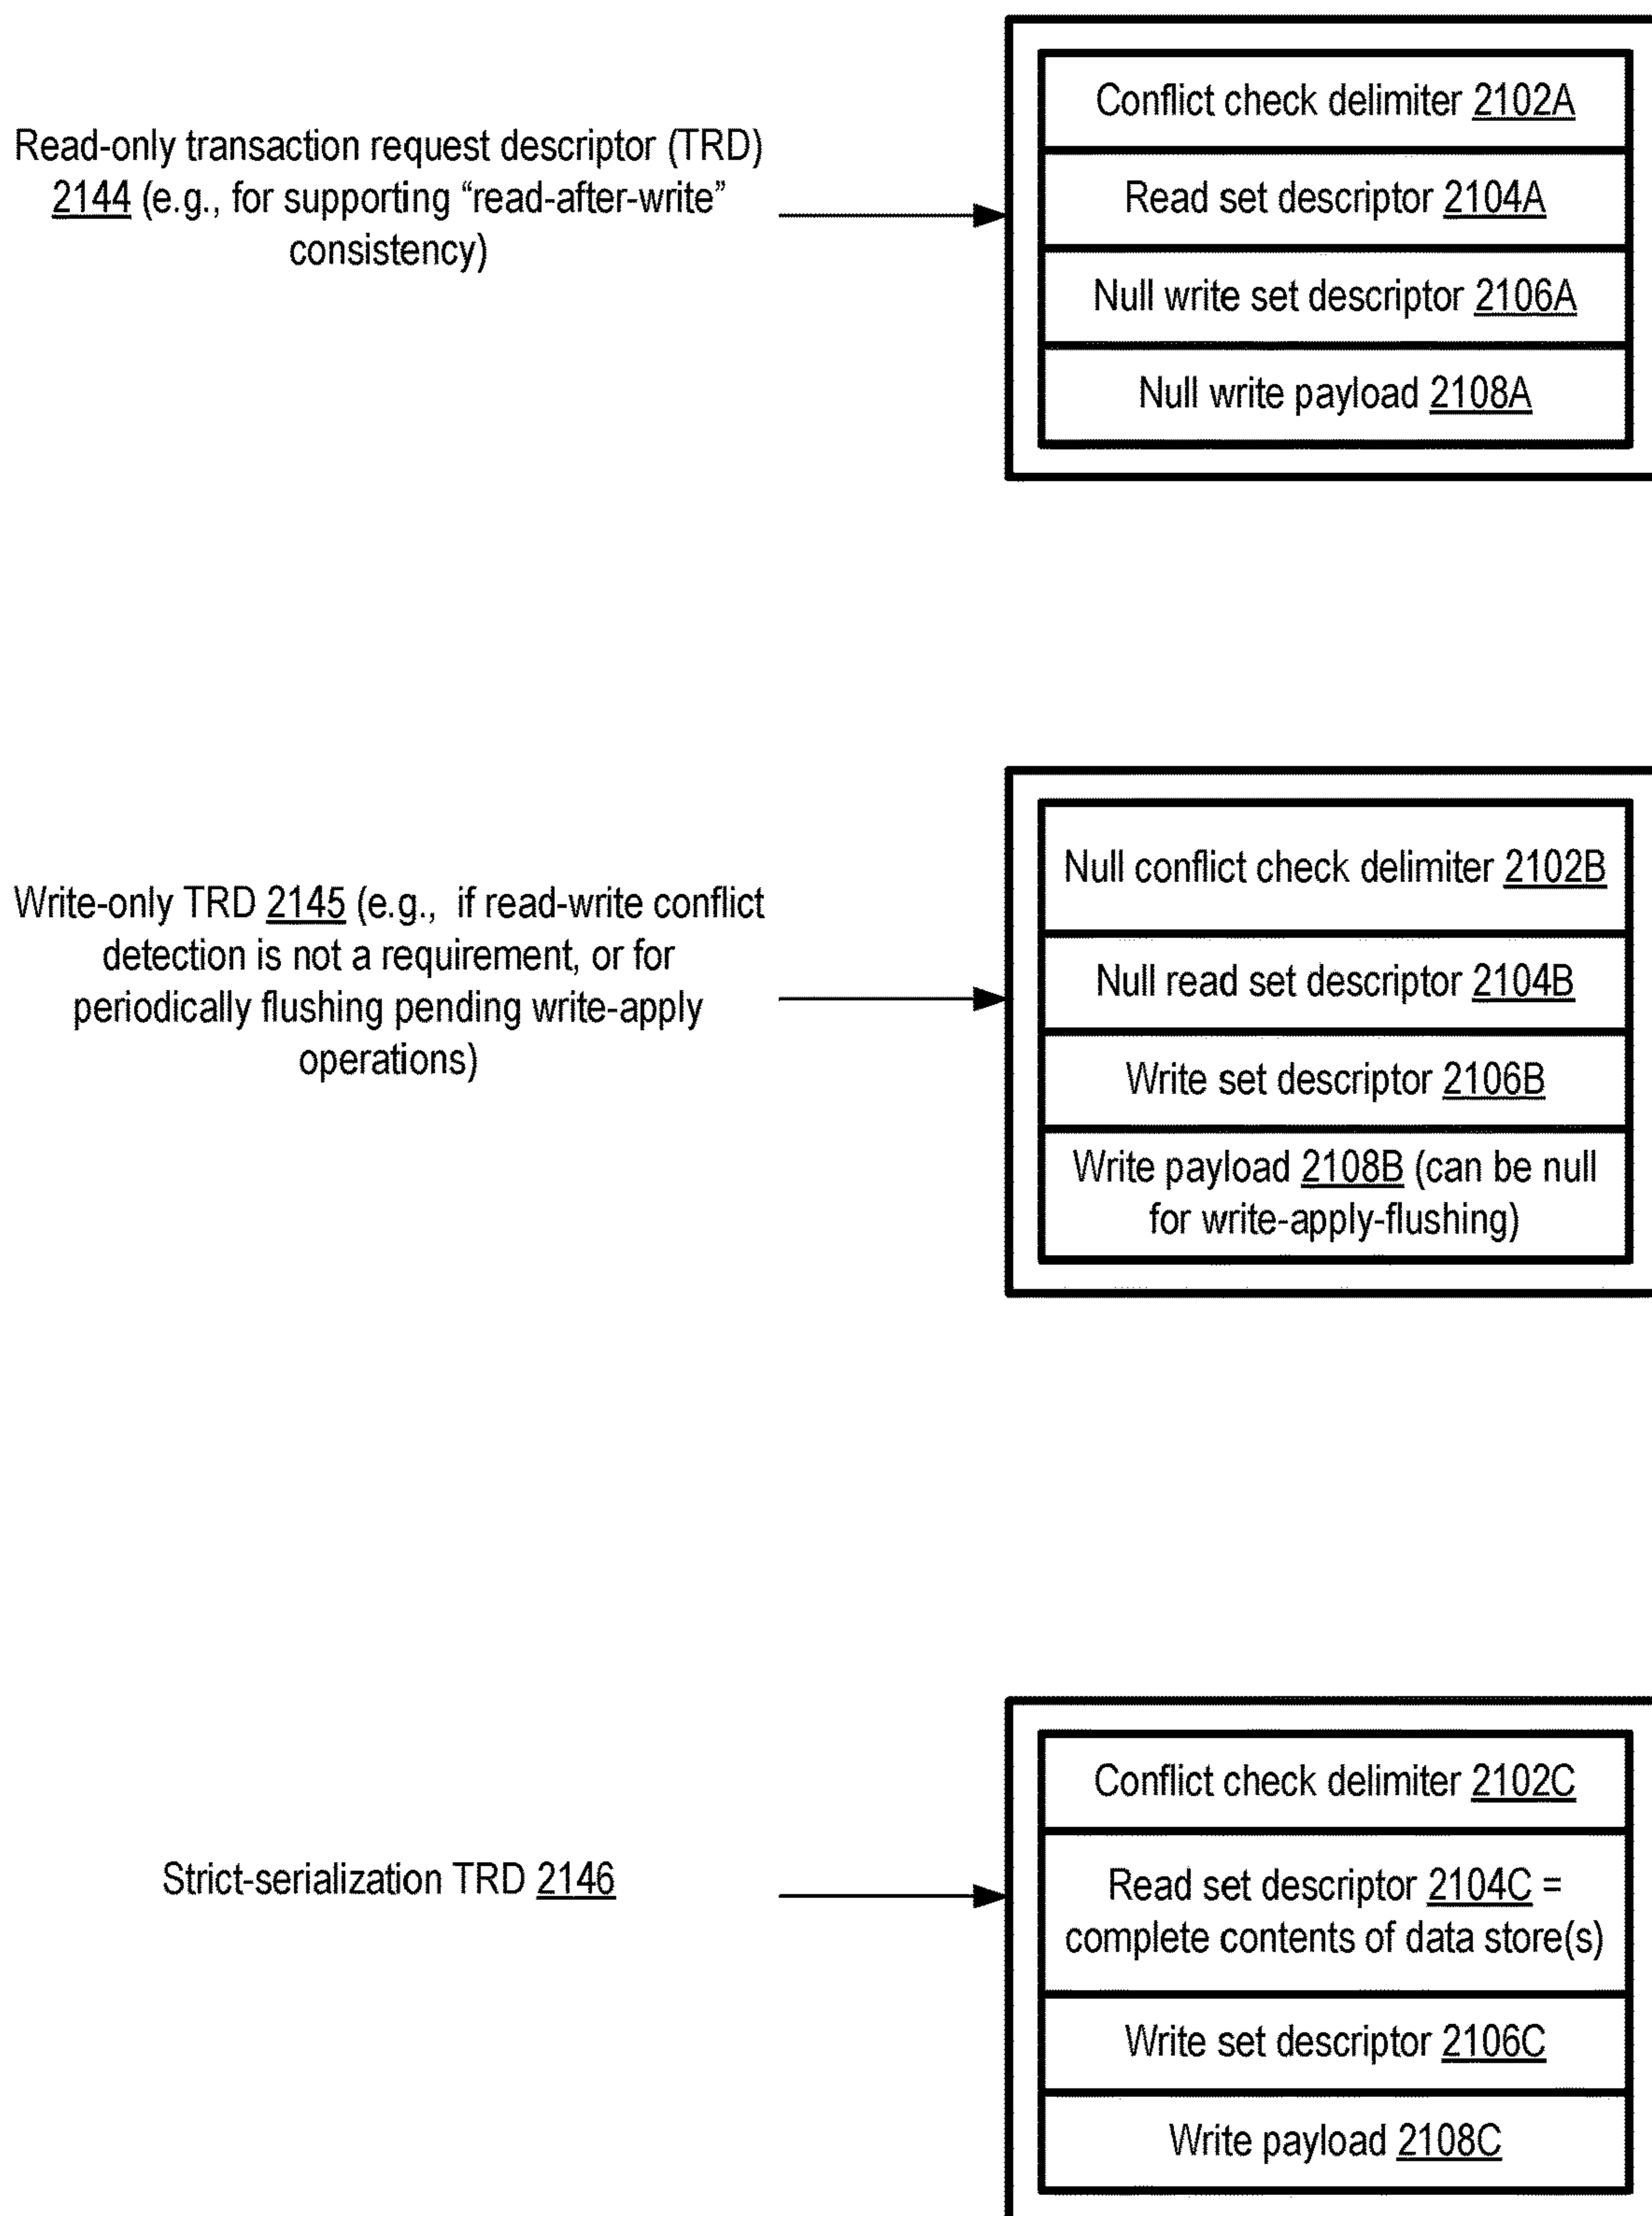 Read-only transaction request descriptor (TRD)
2144 (e.g., for supporting “read-after-write”
consistency)
Conflict check delimiter 2102A
Read set descriptor 2104A
Null write set descriptor 2106A
Null write payload 2108A
Write-only TRD 2145 (e.g., if read-write conflict
detection is not a requirement, or for
periodically flushing pending write-apply
operations)
Null conflict check delimiter 2102B
Null read set descriptor 2104B
Write set descriptor 2106B
Write payload 2108B (can be null
for write-apply-flushing)
Strict-serialization TRD 2146
Conflict check delimiter 2102C
Read set descriptor 2104C =
complete contents of data store(s)
Write set descriptor 2106C
Write payload 2108C